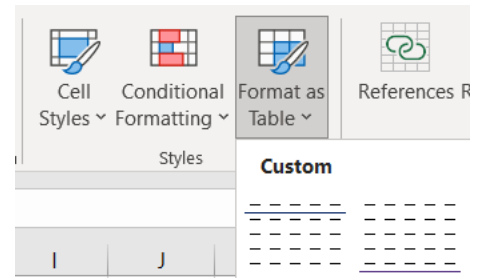 Cell Styles
Conditional Formatting
Format as Table
References R
Styles
Custom
I J